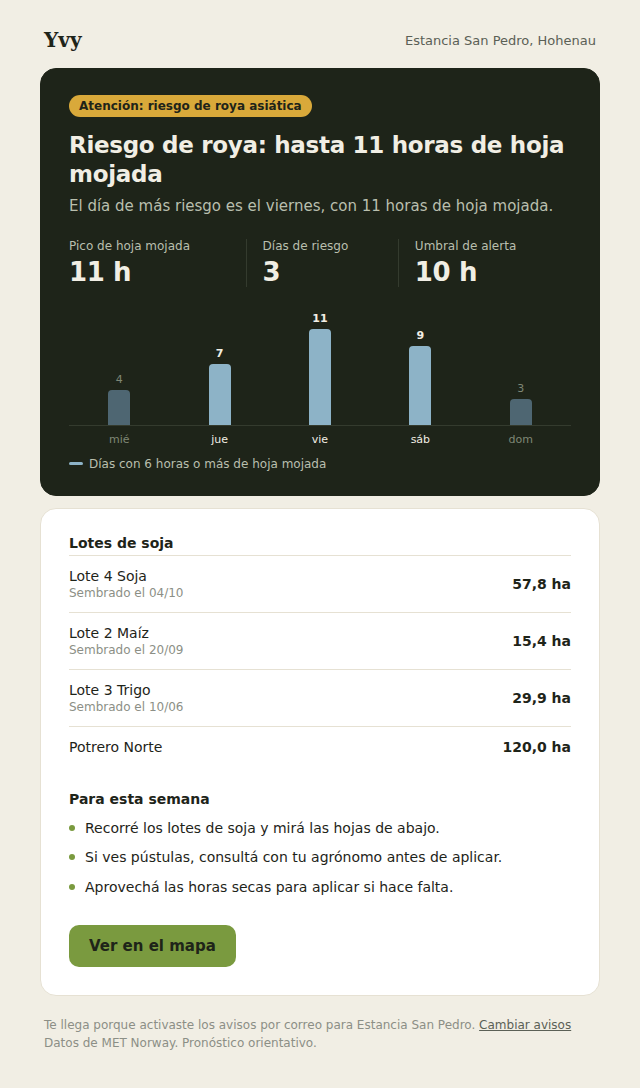 Yvy
Estancia San Pedro, Hohenau
Atención: riesgo de roya asiática
Riesgo de roya: hasta 11 horas de hoja
mojada
El día de más riesgo es el viernes, con 11 horas de hoja mojada.
Pico de hoja mojada
11 h
Días de riesgo
3
Umbral de alerta
10 h
4
7
11
9
3
mié
jue
vie
sáb
dom
Días con 6 horas o más de hoja mojada
Lotes de soja
Lote 4 Soja
Sembrado el 04/10
57,8 ha
Lote 2 Maíz
Sembrado el 20/09
15,4 ha
Lote 3 Trigo
Sembrado el 10/06
29,9 ha
Potrero Norte
120,0 ha
Para esta semana
Recorré los lotes de soja y mirá las hojas de abajo.
Si ves pústulas, consultá con tu agrónomo antes de aplicar.
Aprovechá las horas secas para aplicar si hace falta.
Ver en el mapa
Te llega porque activaste los avisos por correo para Estancia San Pedro. Cambiar avisos
Datos de MET Norway. Pronóstico orientativo.